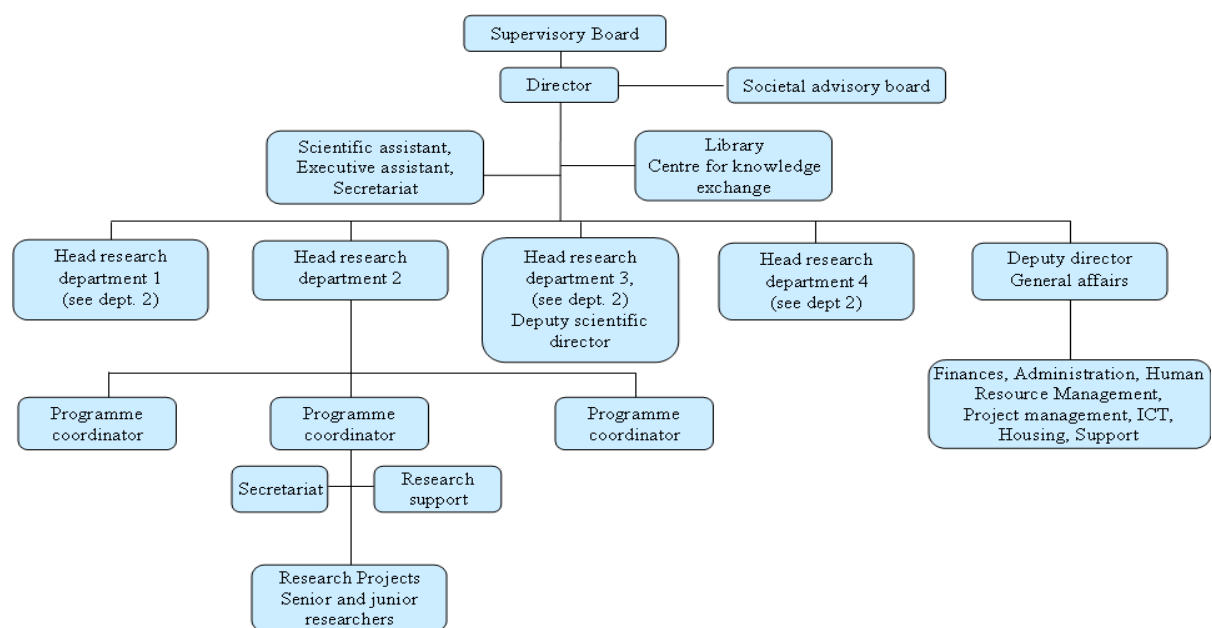 Supervisory Board
Director
Societal advisory board
Scientific assistant,
Executive assistant,
Secretariat
Library
Centre for knowledge
exchange
Head research
department 1
(see dept. 2)
Head research
department 2
Head research
department 3,
(see dept. 2)
Deputy scientific
director
Head research
department 4
(see dept 2)
Deputy director
General affairs
Finances, Administration, Human
Resource Management,
Project management, ICT,
Housing, Support
Programme
coordinator
Programme
coordinator
Programme
coordinator
Secretariat
Research
support
Research Projects
Senior and junior
researchers